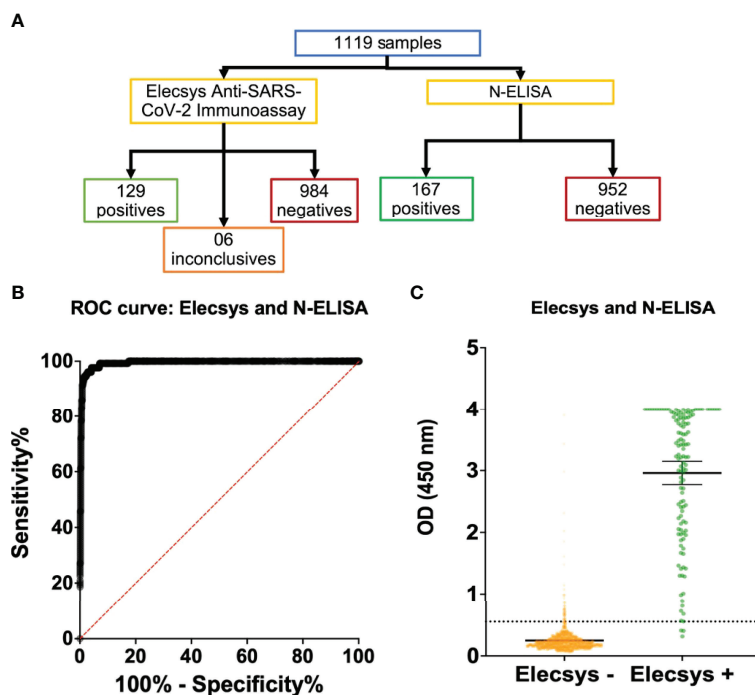 A
1119 samples
Elecsys Anti-SARS-
CoV-2 Immunoassay
N-ELISA
129
positives
984
negatives
167
positives
952
negatives
06
inconclusives
B
ROC curve: Elecsys and N-ELISA
100
80
60
40
20
0
Sensitivity%
0 20 40 60 80 100
100% - Specificity%
C
Elecsys and N-ELISA
5
4
3
2
1
0
OD (450 nm)
Elecsys - Elecsys +